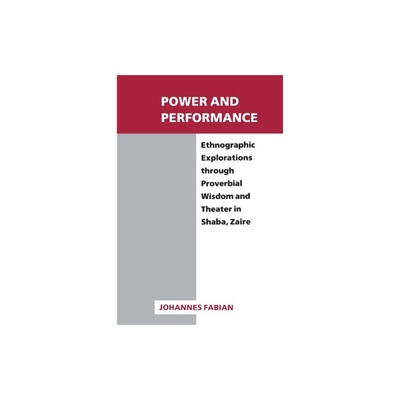 POWER AND
PERFORMANCE
Ethnographic
Explorations
through
Proverbial
Wisdom and
Theater in
Shaba, Zaire
JOHANNES FABIAN